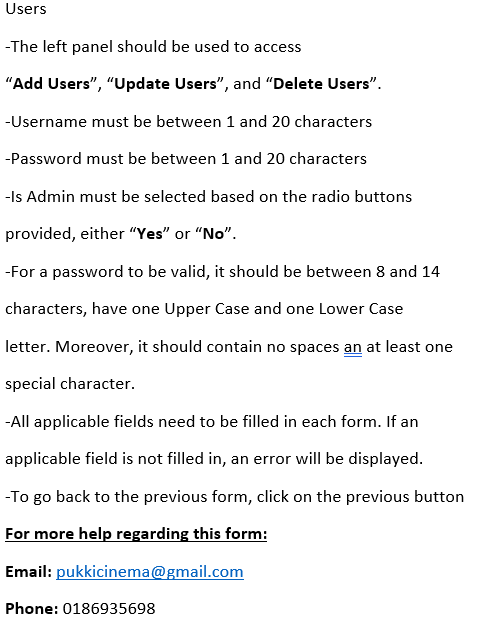 Users
-The left panel should be used to access
“Add Users”, “Update Users”, and “Delete Users”.
-Username must be between 1 and 20 characters
-Password must be between 1 and 20 characters
-Is Admin must be selected based on the radio buttons
provided, either “Yes” or “No”.
-For a password to be valid, it should be between 8 and 14
characters, have one Upper Case and one Lower Case
letter. Moreover, it should contain no spaces an at least one
special character.
-All applicable fields need to be filled in each form. If an
applicable field is not filled in, an error will be displayed.
-To go back to the previous form, click on the previous button
For more help regarding this form:
Email: pukkicinema@gmail.com
Phone: 0186935698